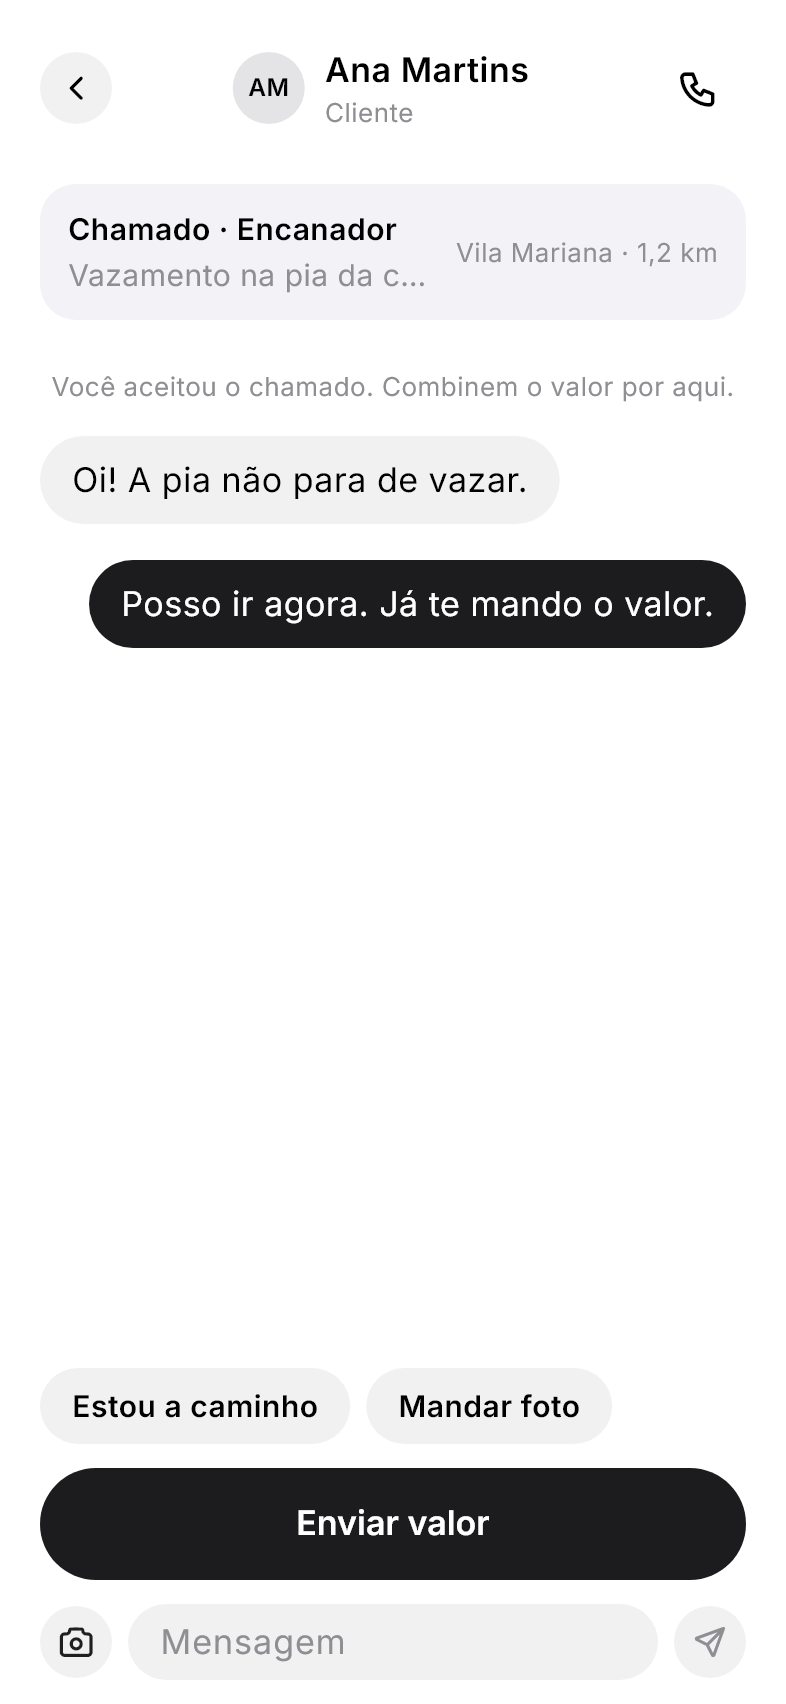 AM
Ana Martins
Cliente
Chamado · Encanador
Vazamento na pia da c...
Vila Mariana · 1,2 km
Você aceitou o chamado. Combinem o valor por aqui.
Oi! A pia não para de vazar.
Posso ir agora. Já te mando o valor.
Estou a caminho
Mandar foto
Enviar valor
Mensagem